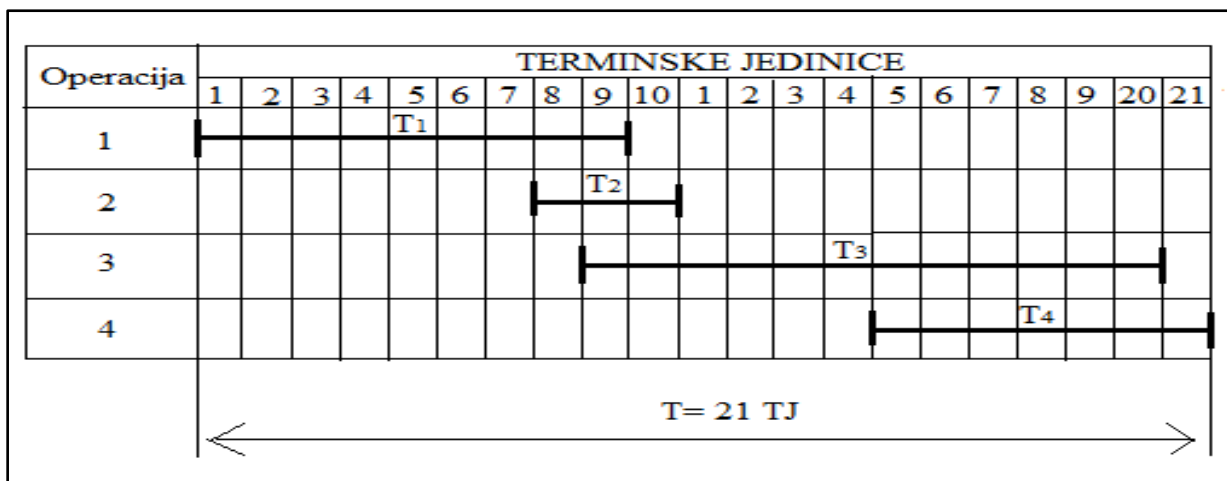 TERMINSKE JEDINICE
Operacija
1 2 3 4 5 6 7 8 9 10 1 2 3 4 5 6 7 8 9 20 21
1 T1
2 T2
3 T3
4 T4
T= 21 TJ